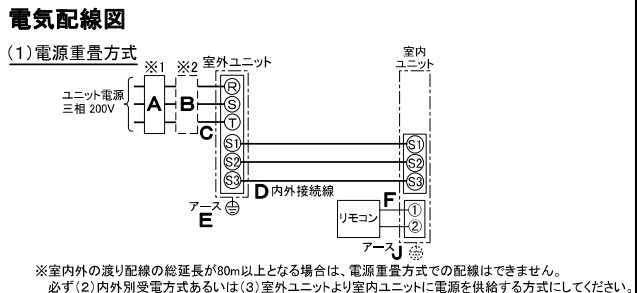 電気配線図
(1)電源重畳方式
※1 ※2 室外ユニット
室内
ユニット
ユニット電源
三相 200V
A B
R
S
T
C
S1 S1
S2 S2
S3 S3
D 内外接続線
アース
E
F
リモコン
①
②
アース J
※室内外の渡り配線の総延長が80m以上となる場合は、電源重畳方式での配線はできません。
必ず(2)内外別受電方式あるいは(3)室外ユニットより室内ユニットに電源を供給する方式にしてください。